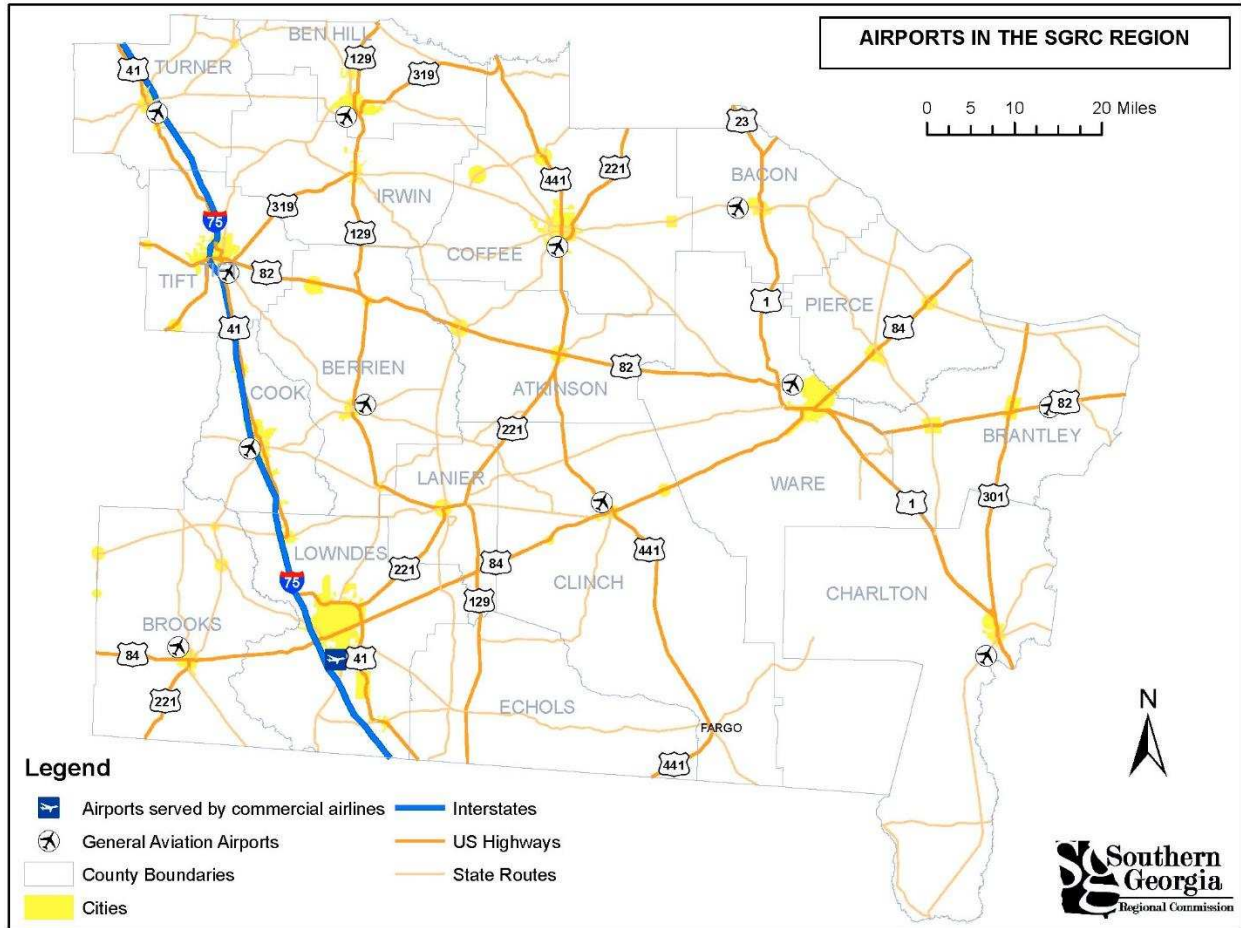 AIRPORTS IN THE SGRC REGION
0 5 10 20 Miles
BEN HILL
41
TURNER
129
319
23
221
441
BACON
IRWIN
319
75
129
COFFEE
TIFT
82
1
PIERCE
41
84
BERRIEN
82
COOK
ATKINSON
82
BRANTLEY
221
LANIER
WARE
301
1
LOWNDES
441
84
221
75
CLINCH
CHARLTON
129
BROOKS
84
41
221
ECHOLS
N
FARGO
441
Legend
Airports served by commercial airlines
General Aviation Airports
County Boundaries
Cities
Interstates
US Highways
State Routes
Sg
Southern
Georgia
Regional Commission